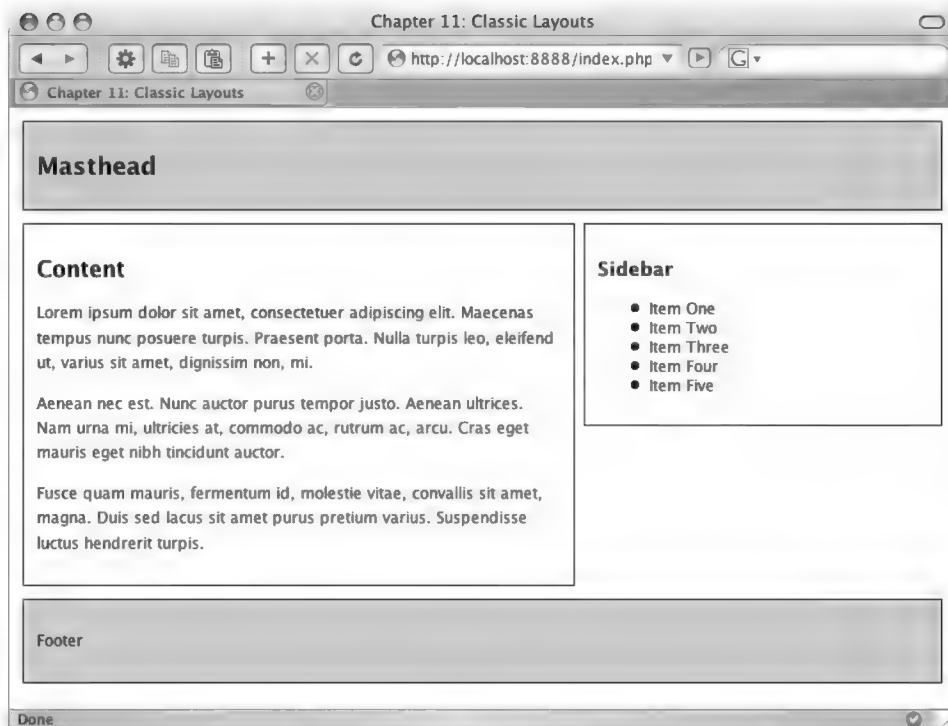 Chapter 11: Classic Layouts
http://localhost:8888/index.php
G
Chapter 11: Classic Layouts
Masthead
Content
Lorem ipsum dolor sit amet, consectetuer adipiscing elit. Maecenas
tempus nunc posuere turpis. Praesent porta. Nulla turpis leo, eleifend
ut, varius sit amet, dignissim non, mi.
Aenean nec est. Nunc auctor purus tempor justo. Aenean ultrices.
Nam urna mi, ultricies at, commodo ac, rutrum ac, arcu. Cras eget
mauris eget nibh tincidunt auctor.
Fusce quam mauris, fermentum id, molestie vitae, convallis sit amet,
magna. Duis sed lacus sit amet purus pretium varius. Suspendisse
luctus hendrerit turpis.
Sidebar
Item One
Item Two
Item Three
Item Four
Item Five
Footer
Done